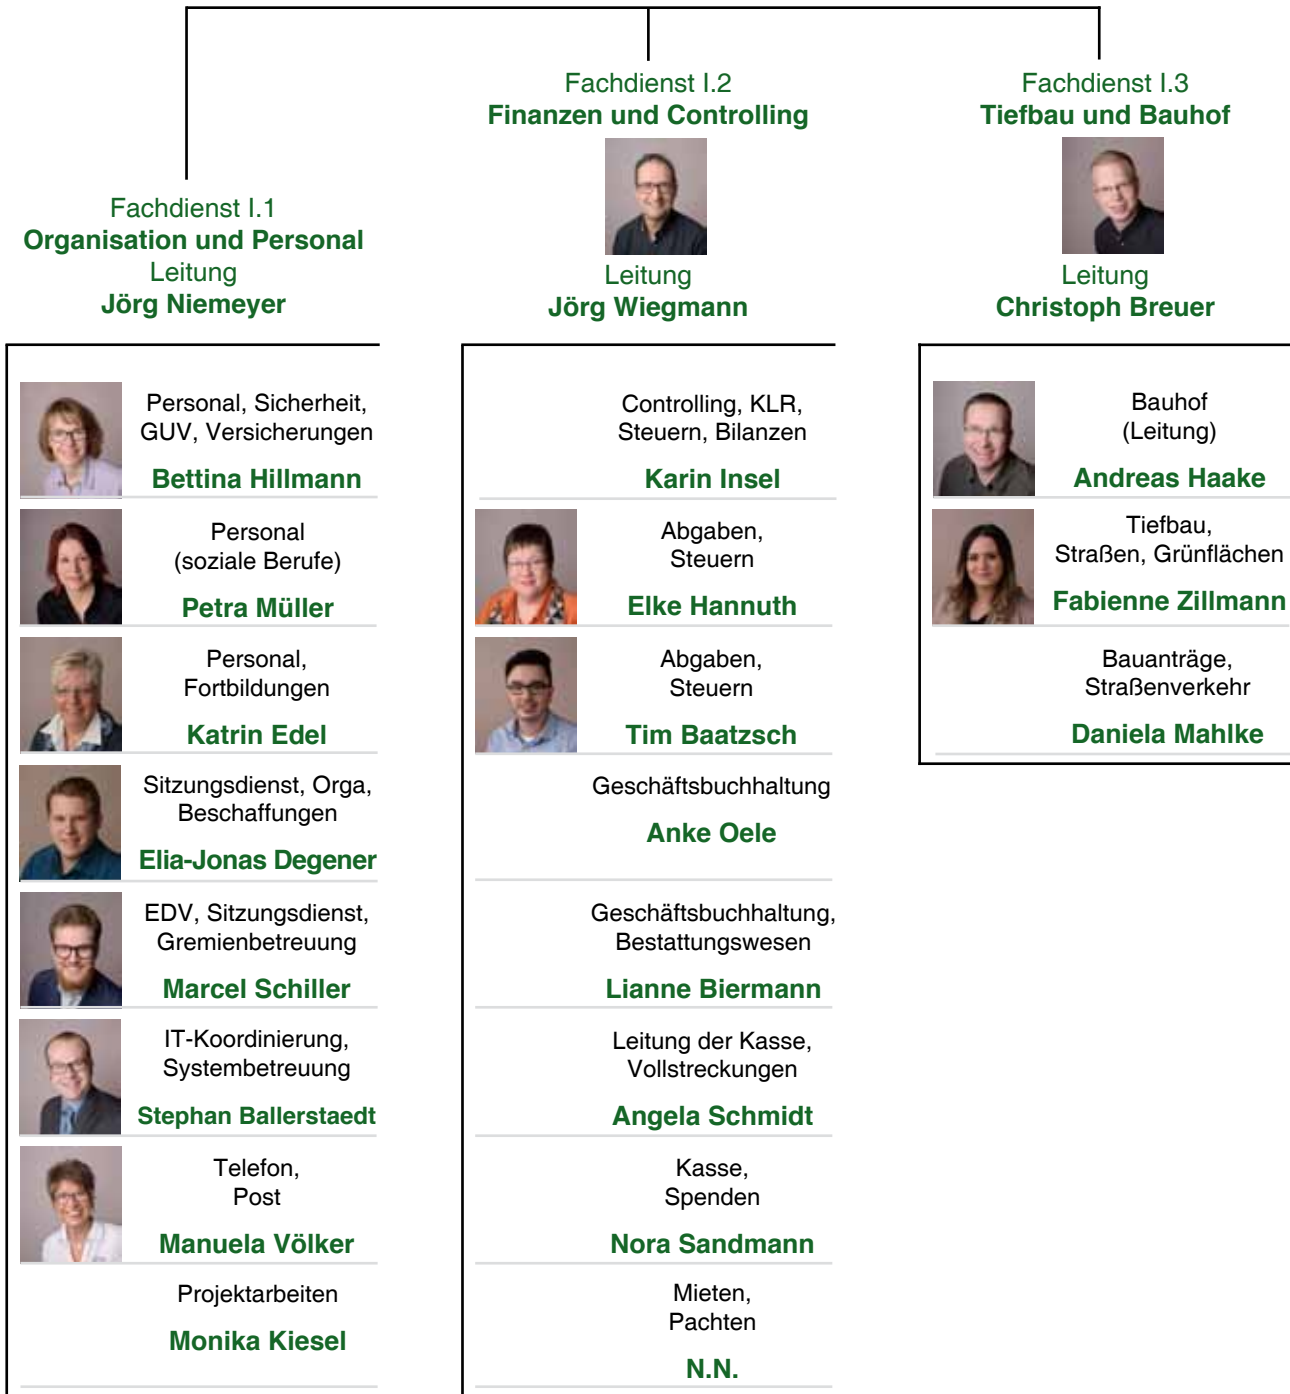 Fachdienst I.1
Organisation und Personal
Leitung
Jörg Niemeyer
Personal, Sicherheit,
GUV, Versicherungen
Bettina Hillmann
Personal
(soziale Berufe)
Petra Müller
Personal,
Fortbildungen
Katrin Edel
Sitzungsdienst, Orga,
Beschaffungen
Elia-Jonas Degener
EDV, Sitzungsdienst,
Gremienbetreuung
Marcel Schiller
IT-Koordinierung,
Systembetreuung
Stephan Ballerstaedt
Telefon,
Post
Manuela Völker
Projektarbeiten
Monika Kiesel
Fachdienst I.2
Finanzen und Controlling
Leitung
Jörg Wiegmann
Controlling, KLR,
Steuern, Bilanzen
Karin Insel
Abgaben,
Steuern
Elke Hannuth
Abgaben,
Steuern
Tim Baatzsch
Geschäftsbuchhaltung
Anke Oele
Geschäftsbuchhaltung,
Bestattungswesen
Lianne Biermann
Leitung der Kasse,
Vollstreckungen
Angela Schmidt
Kasse,
Spenden
Nora Sandmann
Mieten,
Pachten
N.N.
Fachdienst I.3
Tiefbau und Bauhof
Leitung
Christoph Breuer
Bauhof
(Leitung)
Andreas Haake
Tiefbau,
Straßen, Grünflächen
Fabienne Zillmann
Bauanträge,
Straßenverkehr
Daniela Mahlke